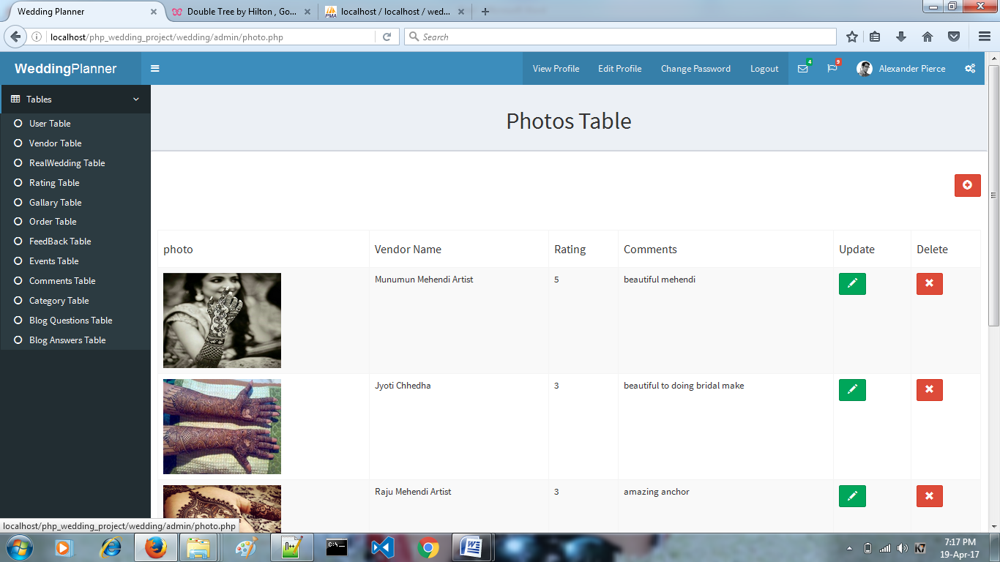 Wedding Planner
Double Tree by Hilton , Go...
PMA localhost / localhost / wed...
localhost/php_wedding_project/wedding/admin/photo.php
Search
WeddingPlanner
View Profile Edit Profile Change Password Logout 4 9 Alexander Pierce
Tables
User Table
Vendor Table
RealWedding Table
Rating Table
Gallary Table
Order Table
FeedBack Table
Events Table
Comments Table
Category Table
Blog Questions Table
Blog Answers Table
Photos Table
photo Vendor Name Rating Comments Update Delete
Munumun Mehendi Artist 5 beautiful mehendi
Jyoti Chhedha 3 beautiful to doing bridal make
Raju Mehendi Artist 3 amazing anchor
localhost/php_wedding_project/wedding/admin/photo.php
7:17 PM
19-Apr-17